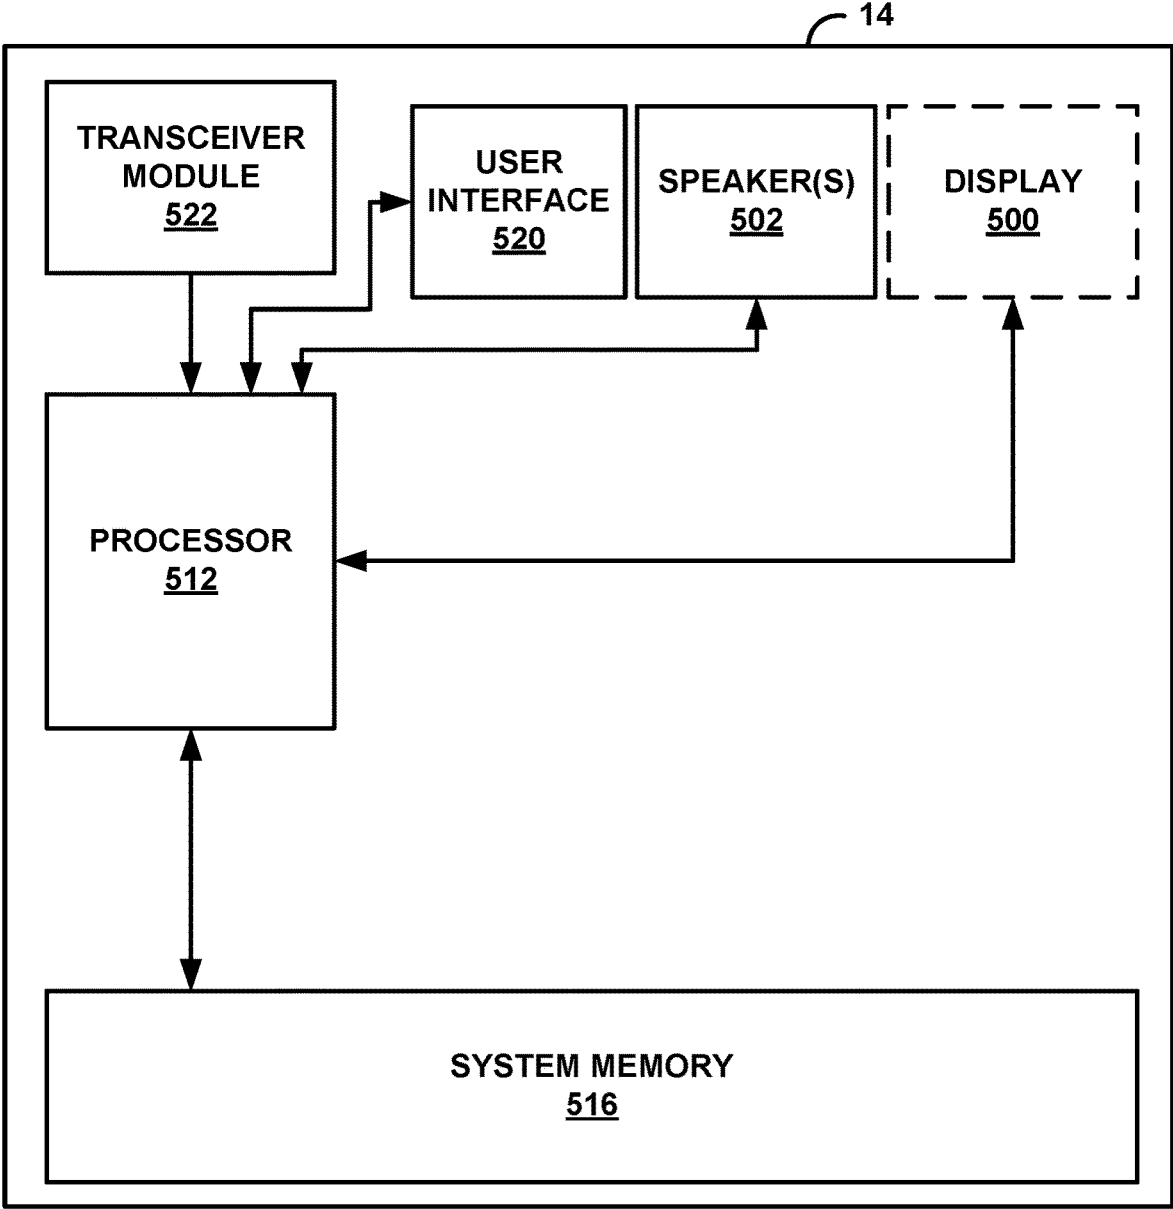 14
TRANSCEIVER
MODULE
522
USER
INTERFACE
520
SPEAKER(S)
502
DISPLAY
500
PROCESSOR
512
SYSTEM MEMORY
516